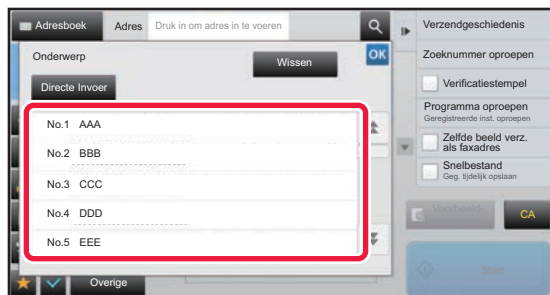 Adresboek Adres Druk in om adres in te voeren
Onderwerp Wissen OK
Directe Invoer
No.1 AAA
No.2 BBB
No.3 CCC
No.4 DDD
No.5 EEE
Overige
Verzendgeschiedenis
Zoeknummer oproepen
Verificatiestempel
Programma oproepen
Geregistreerde inst. oproepen
Zelfde beeld verz.
als faxadres
Snelbestand
Geg. tijdelijk opslaan
Voorbeeld CA
Start